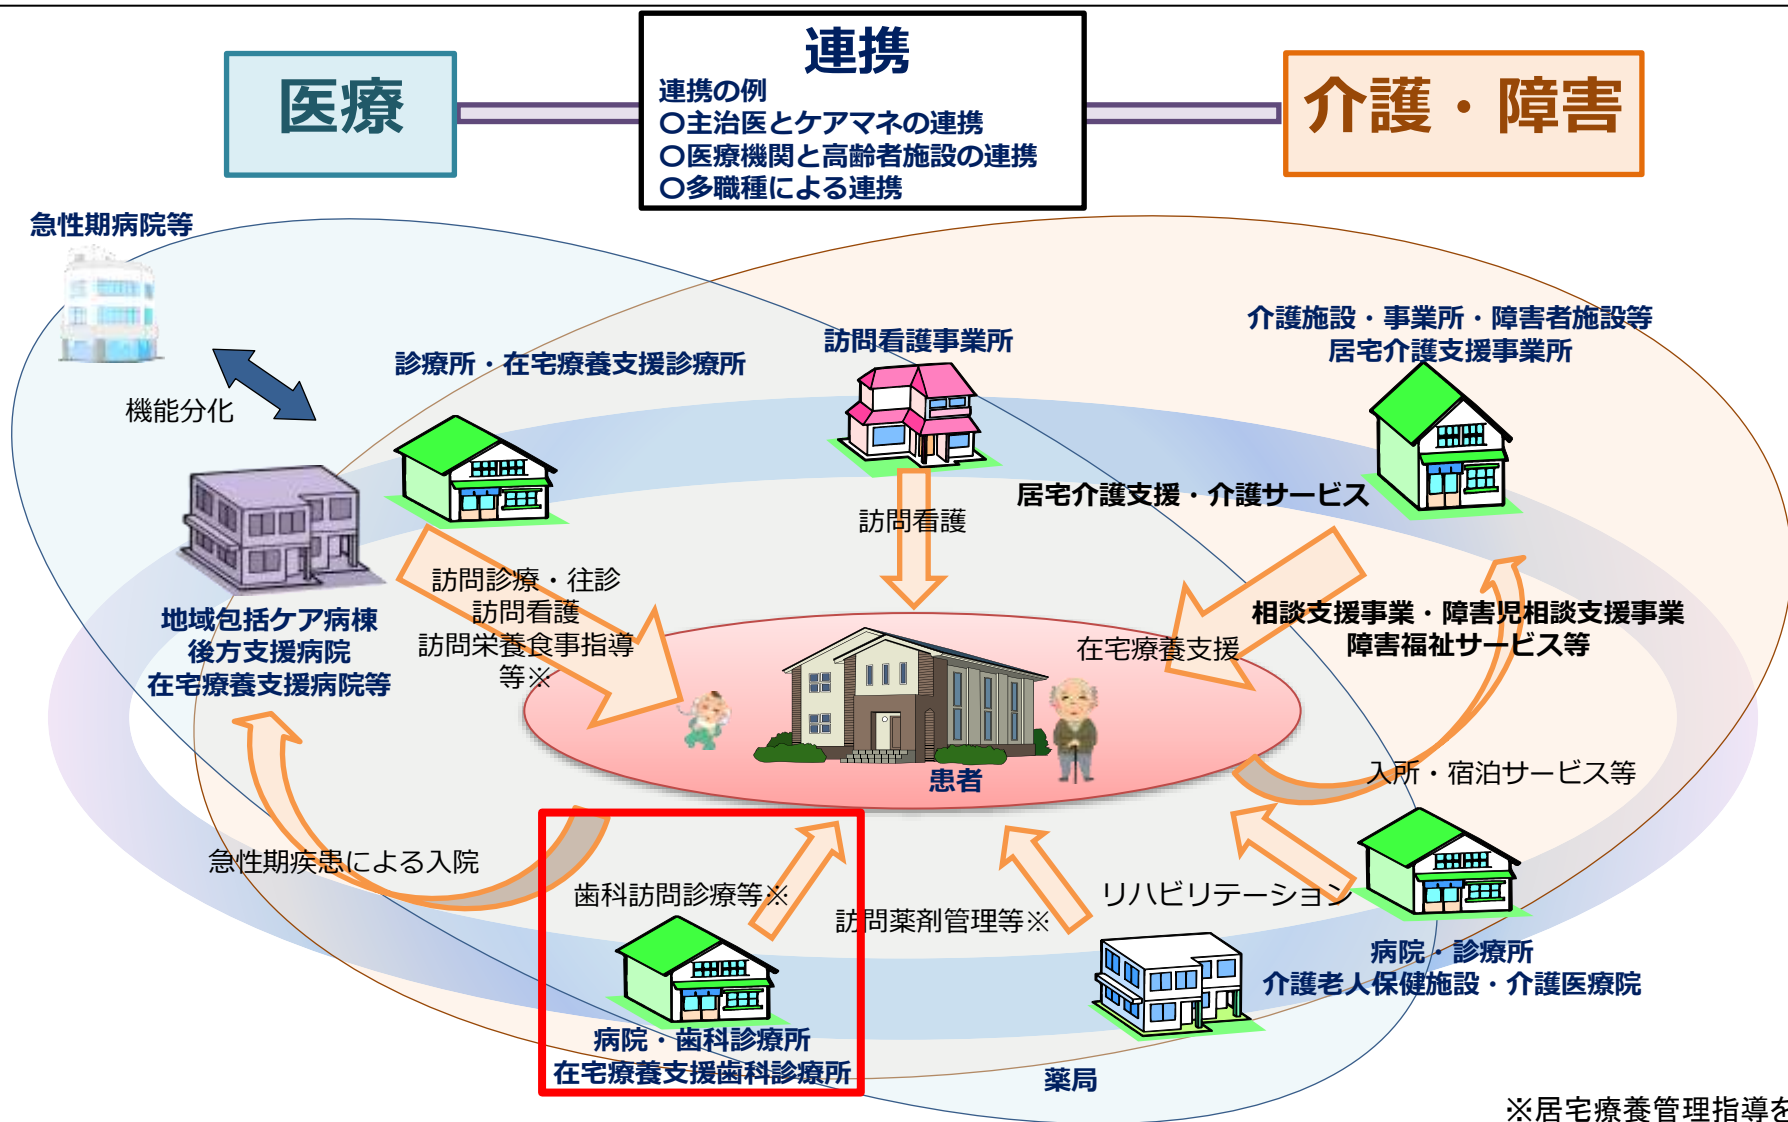 医療
連携
連携の例
〇主治医とケアマネの連携
〇医療機関と高齢者施設の連携
〇多職種による連携
介護・障害
急性期病院等
機能分化
診療所・在宅療養支援診療所
訪問看護事業所
介護施設・事業所・障害者施設等
居宅介護支援事業所
訪問看護
居宅介護支援・介護サービス
訪問診療・往診
訪問看護
訪問栄養食事指導
等※
地域包括ケア病棟
後方支援病院
在宅療養支援病院等
在宅療養支援
相談支援事業・障害児相談支援事業
障害福祉サービス等
患者
入所・宿泊サービス等
急性期疾患による入院
歯科訪問診療等※
訪問薬剤管理等※
リハビリテーション
病院・歯科診療所
在宅療養支援歯科診療所
薬局
病院・診療所
介護老人保健施設・介護医療院
※居宅療養管理指導を